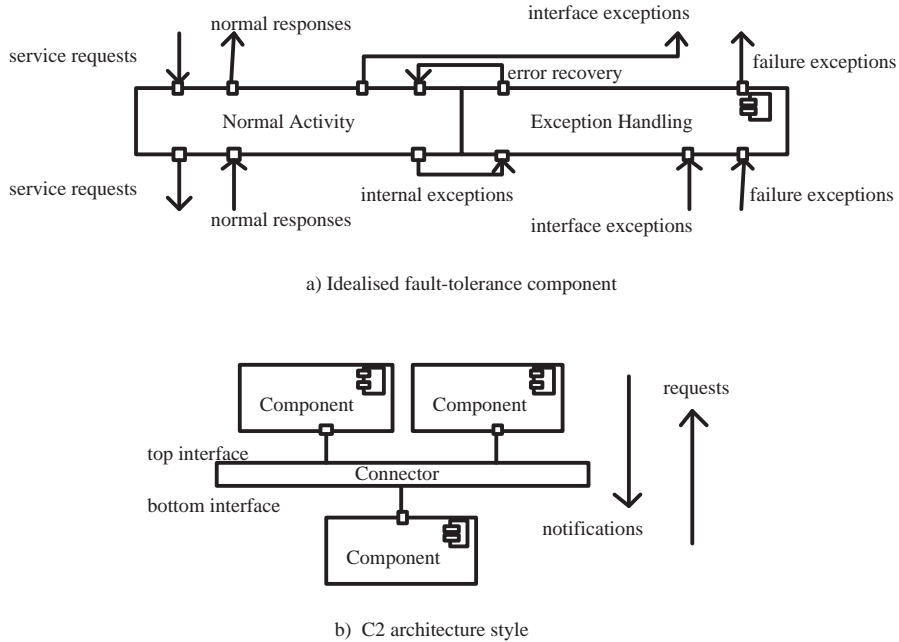 interface exceptions
normal responses
service requests
error recovery
failure exceptions
Normal Activity
Exception Handling
service requests
internal exceptions
failure exceptions
normal responses
interface exceptions
a) Idealised fault-tolerance component
requests
Component
Component
top interface
Connector
bottom interface
notifications
Component
b) C2 architecture style